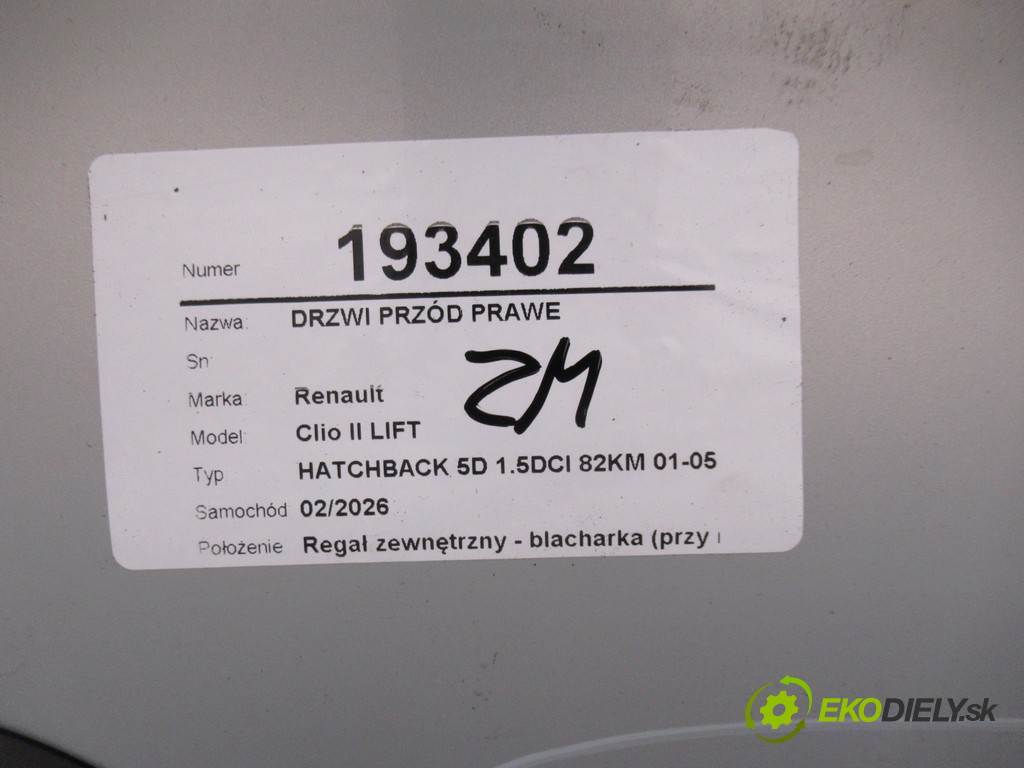 Numer 193402
Nazwa: DRZWI PRZÓD PRAWE
Sn:
Marka: Renault
Model: Clio II LIFT
Typ HATCHBACK 5D 1.5DCI 82KM 01-05
Samochód 02/2026
Położenie Regał zewnętrzny - blacharka (przy
ZM
EKODIELY.sk